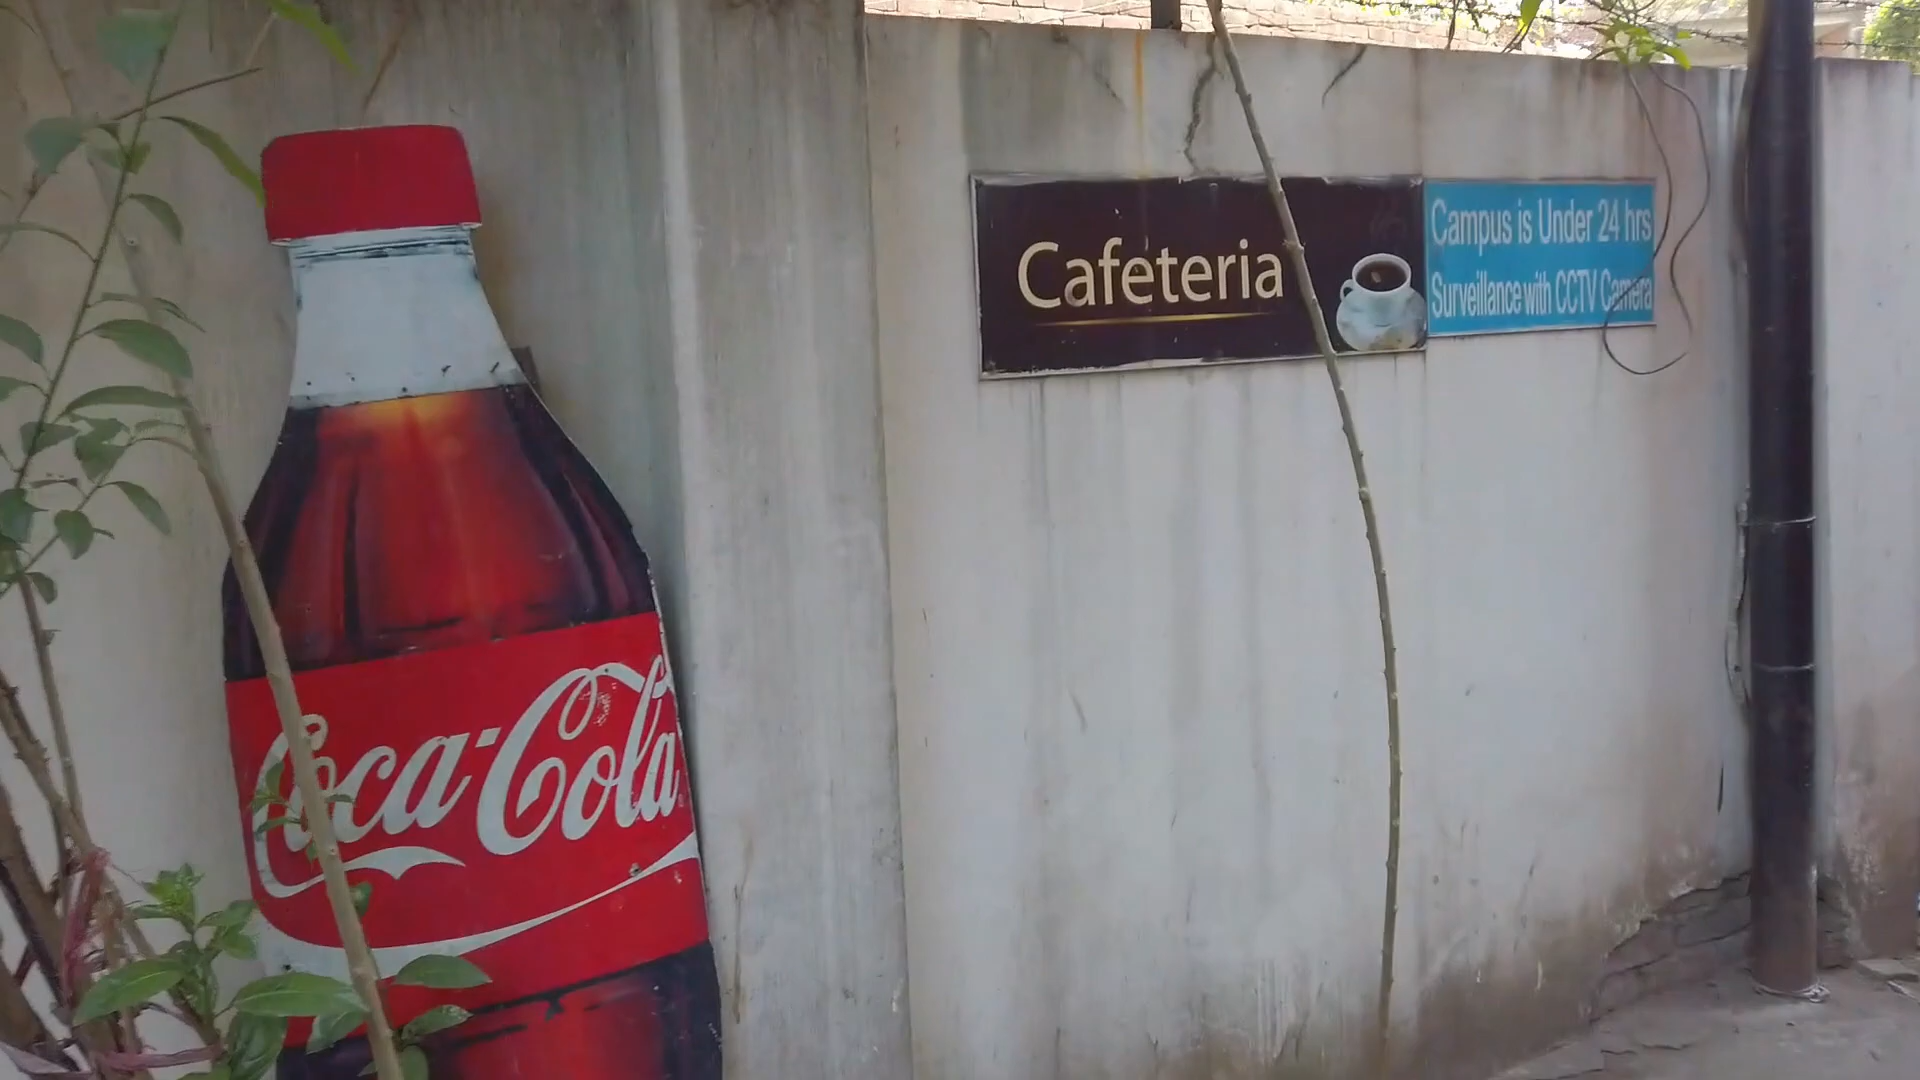 Coca-Cola
Cafeteria
Campus is Under 24 hrs
Surveillance with CCTV Camera